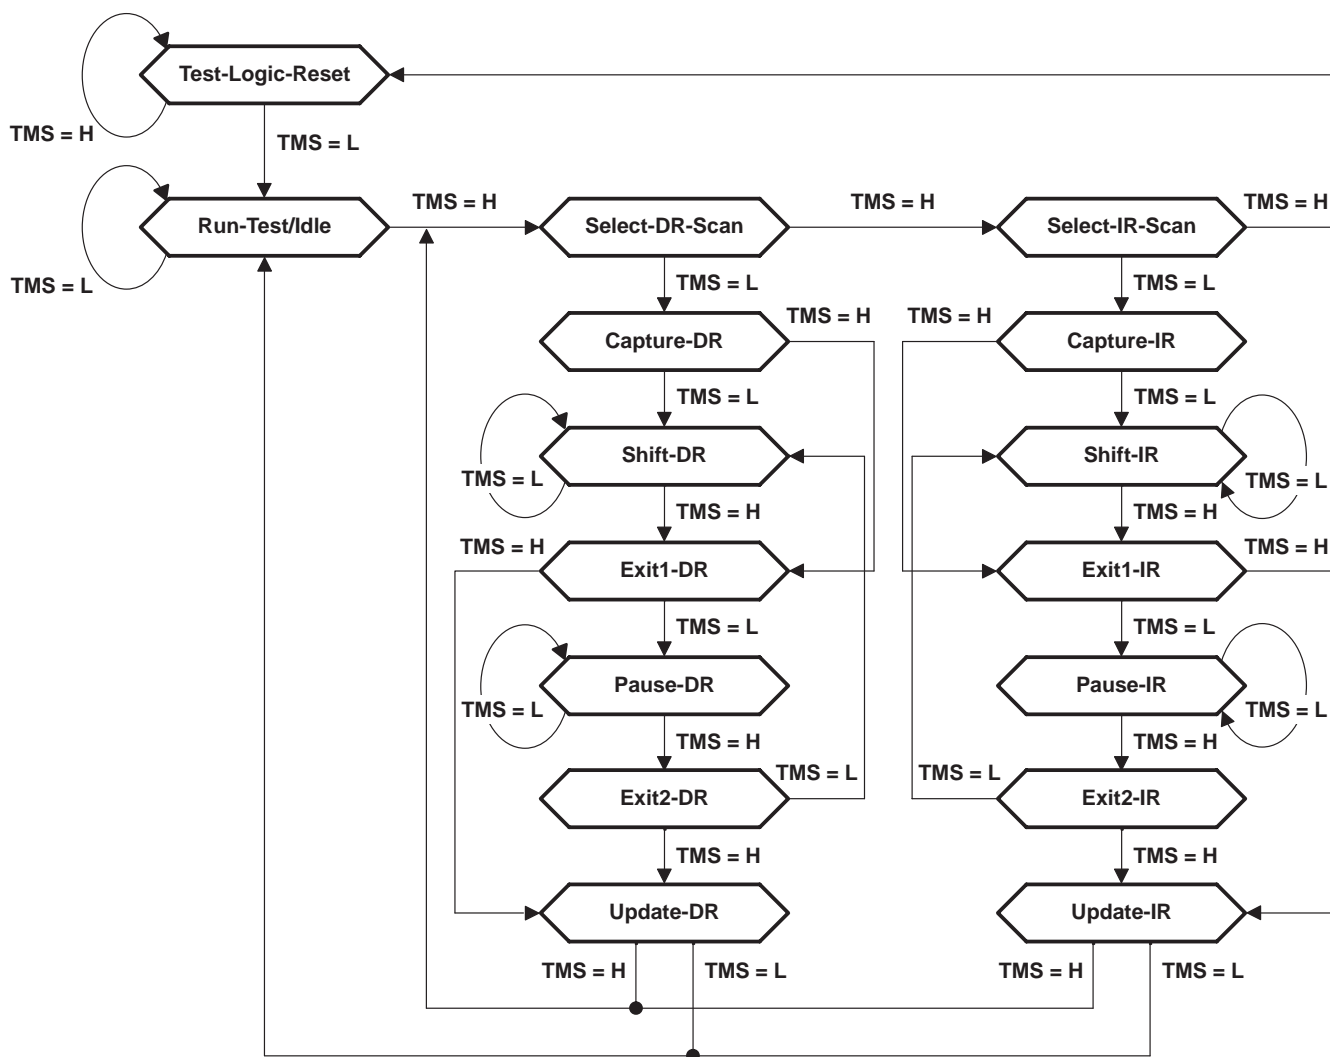 Test-Logic-Reset
TMS = H
TMS = L
TMS = H
TMS = H
TMS = H
Run-Test/Idle
Select-DR-Scan
Select-IR-Scan
TMS = L
TMS = L
TMS = L
TMS = H
TMS = H
Capture-DR
Capture-IR
TMS = L
TMS = L
Shift-DR
Shift-IR
TMS = L
TMS = L
TMS = H
TMS = H
TMS = H
TMS = H
Exit1-DR
Exit1-IR
TMS = L
TMS = L
Pause-DR
Pause-IR
TMS = L
TMS = L
TMS = H
TMS = H
TMS = L
TMS = L
Exit2-DR
Exit2-IR
TMS = H
TMS = H
Update-DR
Update-IR
TMS = H
TMS = L
TMS = H
TMS = L